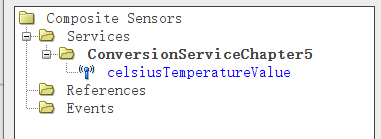 Composite Sensors
Services
ConversionServiceChapter5
celsiusTemperatureValue
References
Events